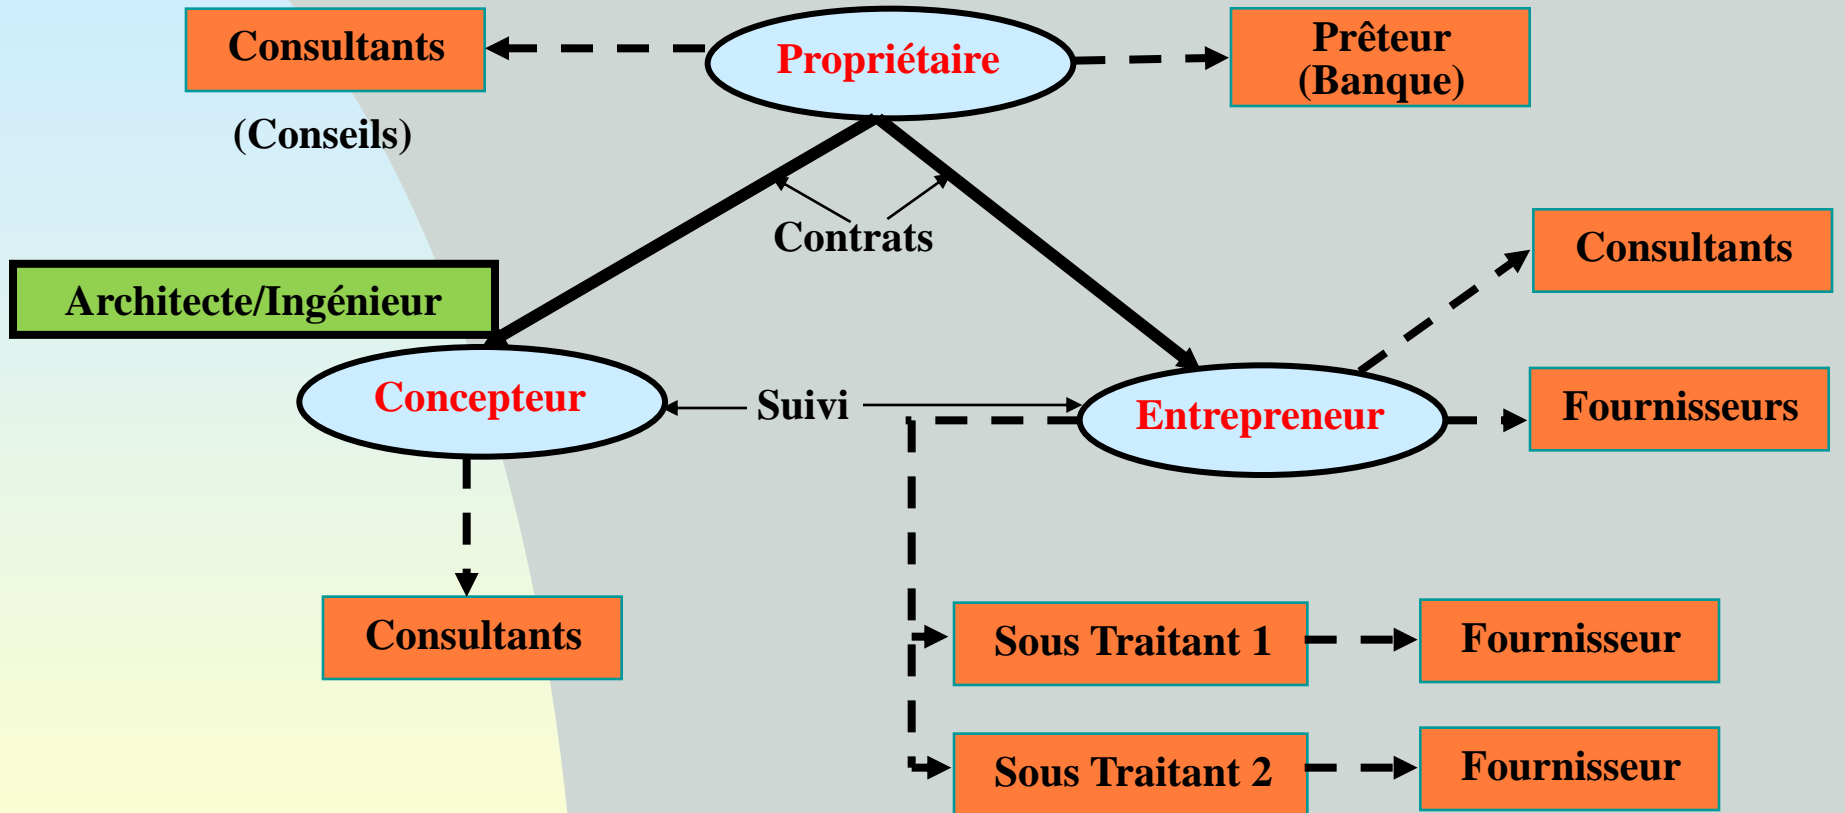 Consultants
Propriétaire
Prêteur
(Banque)
(Conseils)
Contrats
Consultants
Architecte/Ingénieur
Concepteur
Suivi
Entrepreneur
Fournisseurs
Consultants
Sous Traitant 1
Fournisseur
Sous Traitant 2
Fournisseur